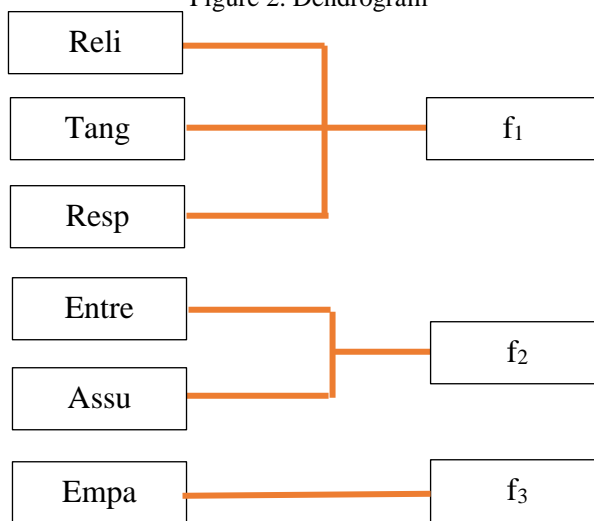 Figure 2. Dendrogram
Reli
Tang
f₁
Resp
Entre
f₂
Assu
Empa
f₃